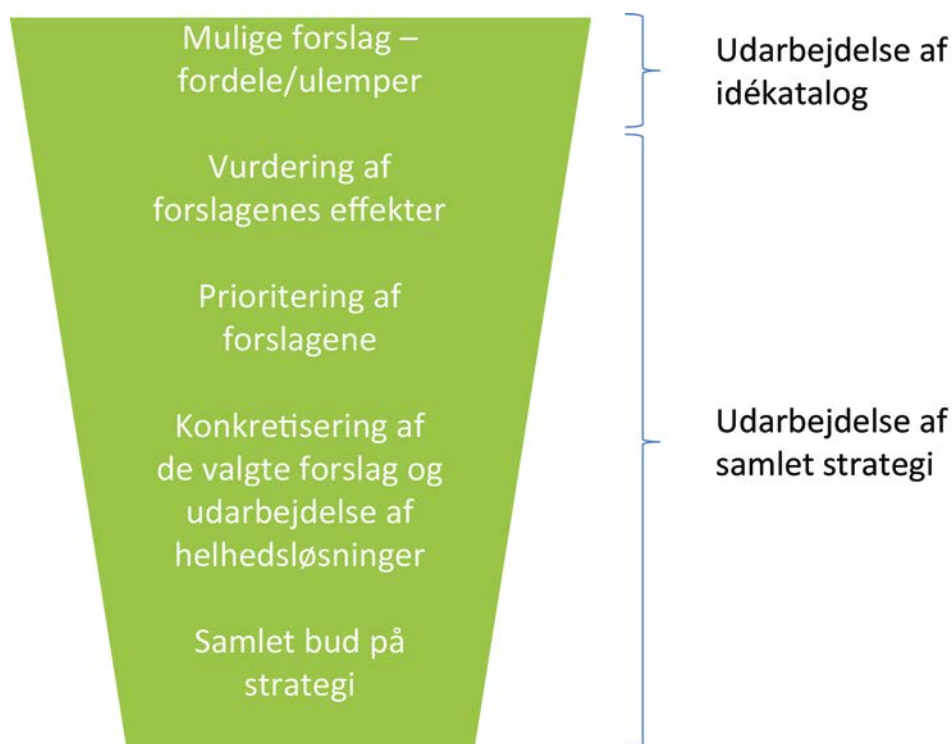 Mulige forslag –
fordele/ulemper
Udarbejdelse af
idékatalog
Vurdering af
forslagenes effekter
Prioritering af
forslagene
Konkretisering af
de valgte forslag og
udarbejdelse af
helhedsløsninger
Udarbejdelse af
samlet strategi
Samlet bud på
strategi